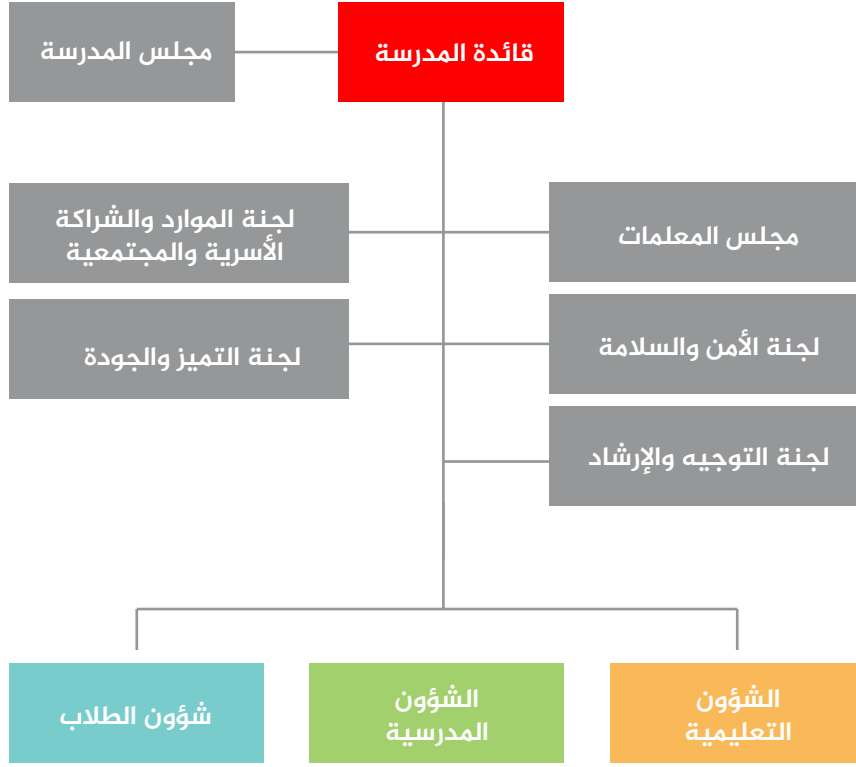 قائدة المدرسة
مجلس المدرسة
مجلس المعلمات
لجنة الموارد والشراكة
الأسرية والمجتمعية
لجنة الأمن والسلامة
لجنة التميز والجودة
لجنة التوجيه والإرشاد
الشؤون
التعليمية
الشؤون
المدرسية
شؤون الطلاب